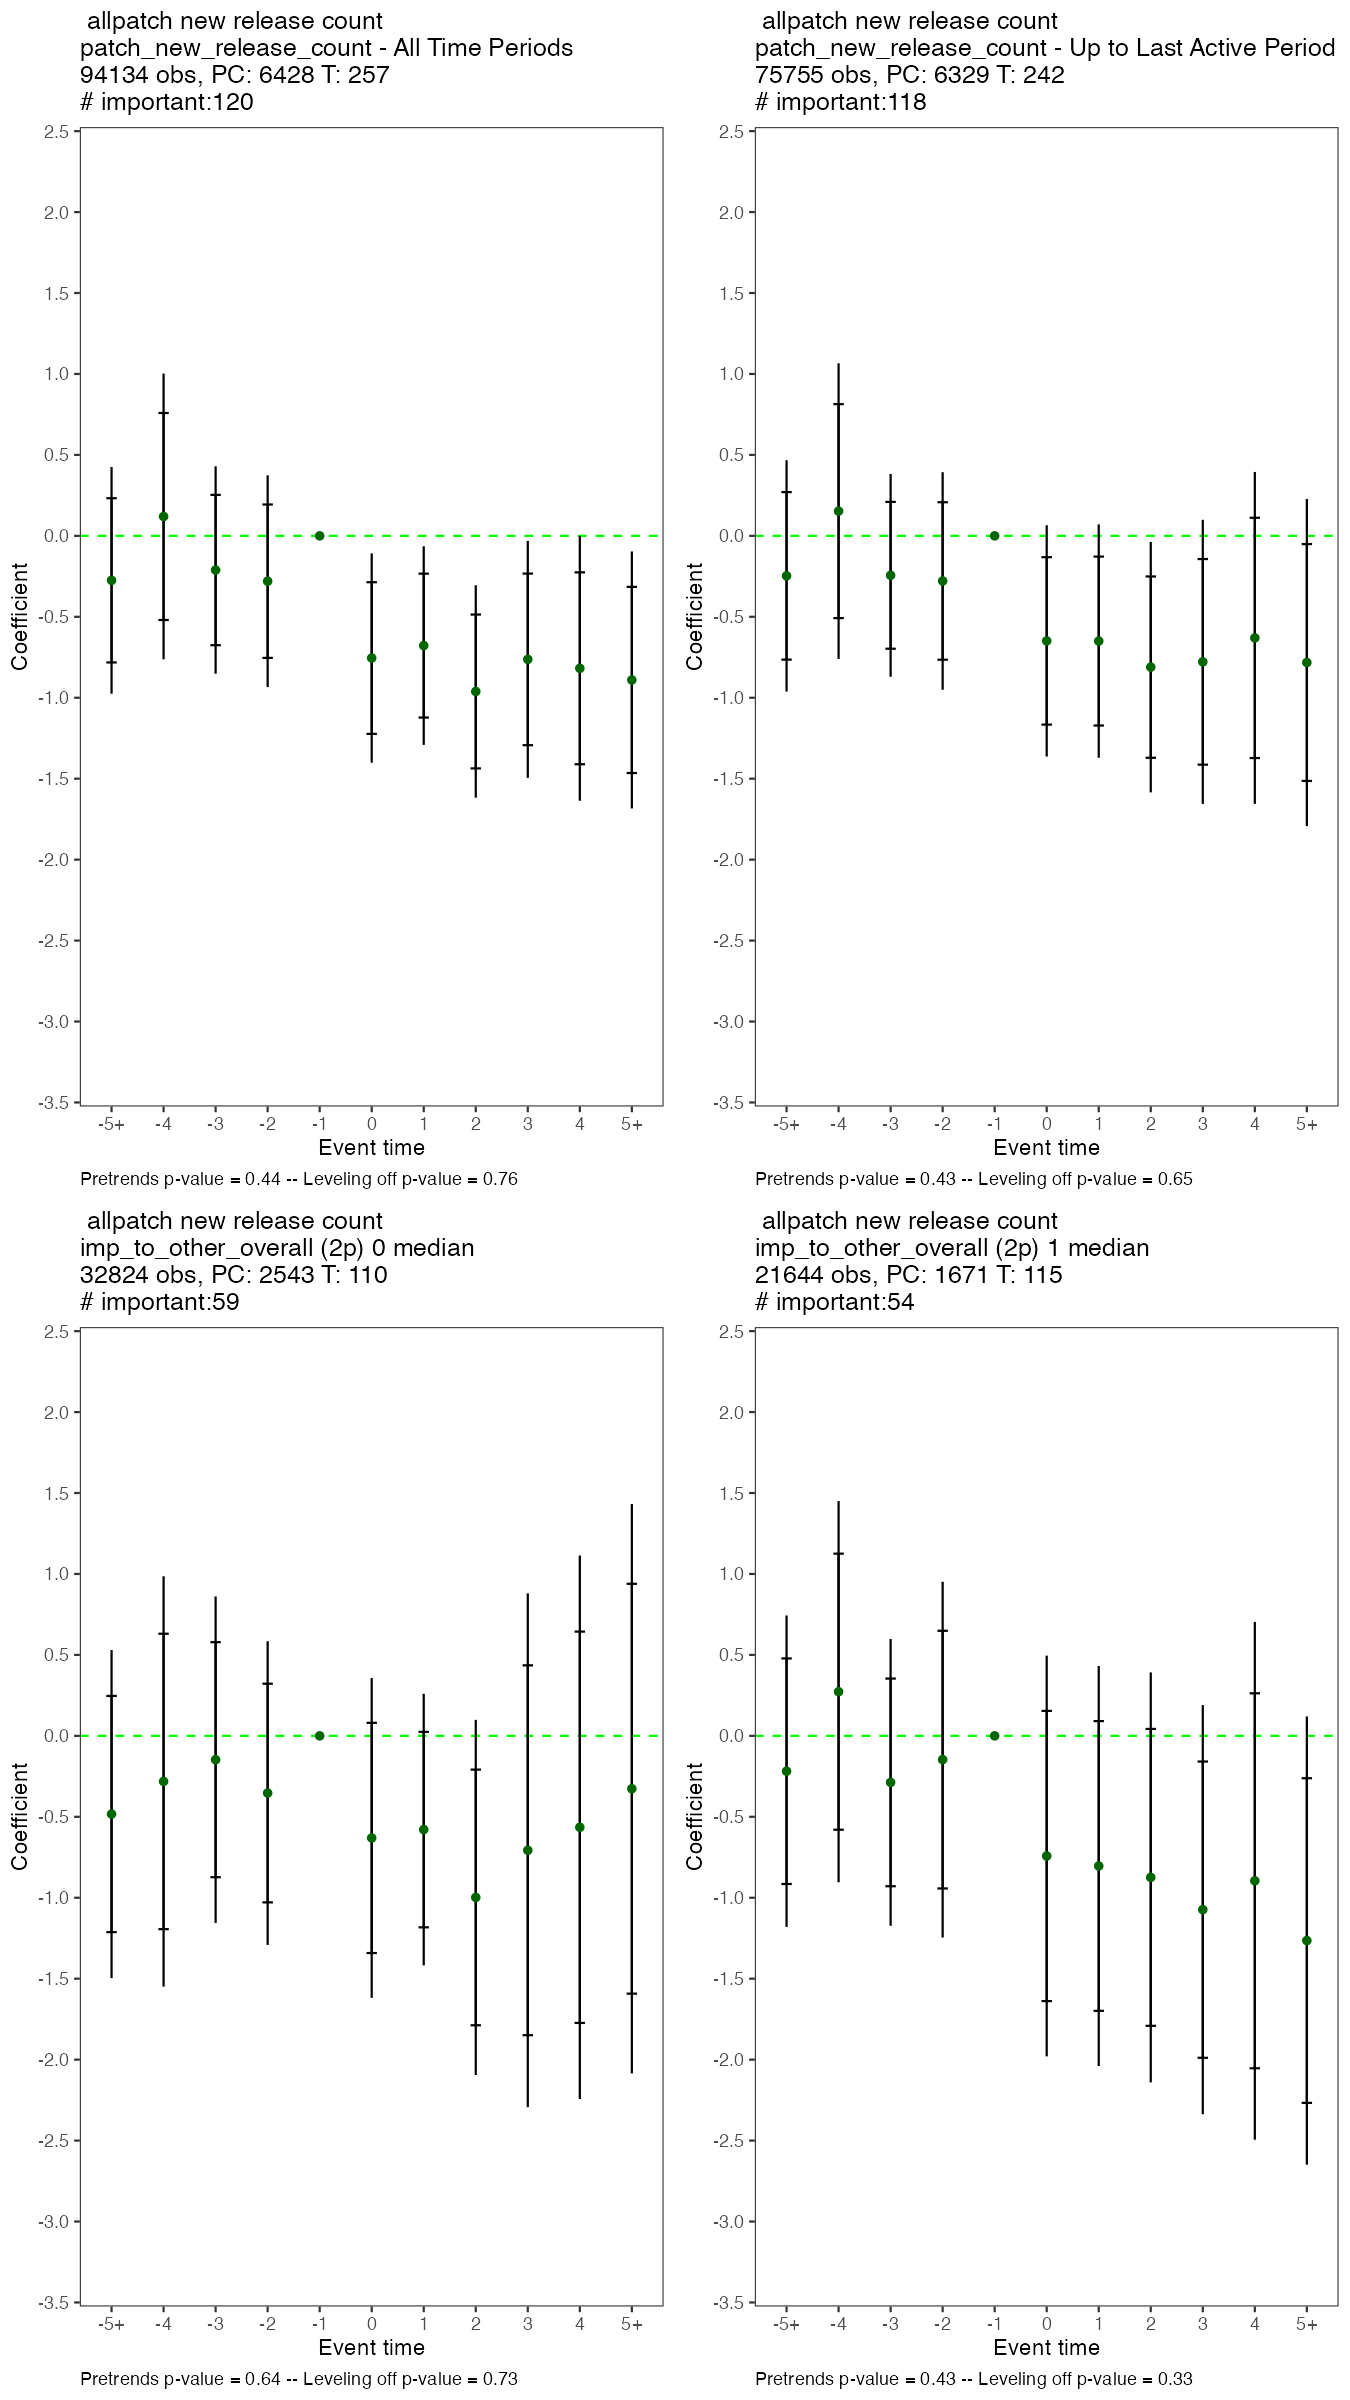 allpatch new release count
patch_new_release_count - All Time Periods
94134 obs, PC: 6428 T: 257
# important:120
2.5
2.0
1.5
1.0
0.5
0.0
-0.5
-1.0
-1.5
-2.0
-2.5
-3.0
-3.5
Coefficient
-5+ -4 -3 -2 -1 0 1 2 3 4 5+
Event time
Pretrends p-value = 0.44 -- Leveling off p-value = 0.76
allpatch new release count
patch_new_release_count - Up to Last Active Period
75755 obs, PC: 6329 T: 242
# important:118
2.5
2.0
1.5
1.0
0.5
0.0
-0.5
-1.0
-1.5
-2.0
-2.5
-3.0
-3.5
Coefficient
-5+ -4 -3 -2 -1 0 1 2 3 4 5+
Event time
Pretrends p-value = 0.43 -- Leveling off p-value = 0.65
allpatch new release count
imp_to_other_overall (2p) 0 median
32824 obs, PC: 2543 T: 110
# important:59
2.5
2.0
1.5
1.0
0.5
0.0
-0.5
-1.0
-1.5
-2.0
-2.5
-3.0
-3.5
Coefficient
-5+ -4 -3 -2 -1 0 1 2 3 4 5+
Event time
Pretrends p-value = 0.64 -- Leveling off p-value = 0.73
allpatch new release count
imp_to_other_overall (2p) 1 median
21644 obs, PC: 1671 T: 115
# important:54
2.5
2.0
1.5
1.0
0.5
0.0
-0.5
-1.0
-1.5
-2.0
-2.5
-3.0
-3.5
Coefficient
-5+ -4 -3 -2 -1 0 1 2 3 4 5+
Event time
Pretrends p-value = 0.43 -- Leveling off p-value = 0.33